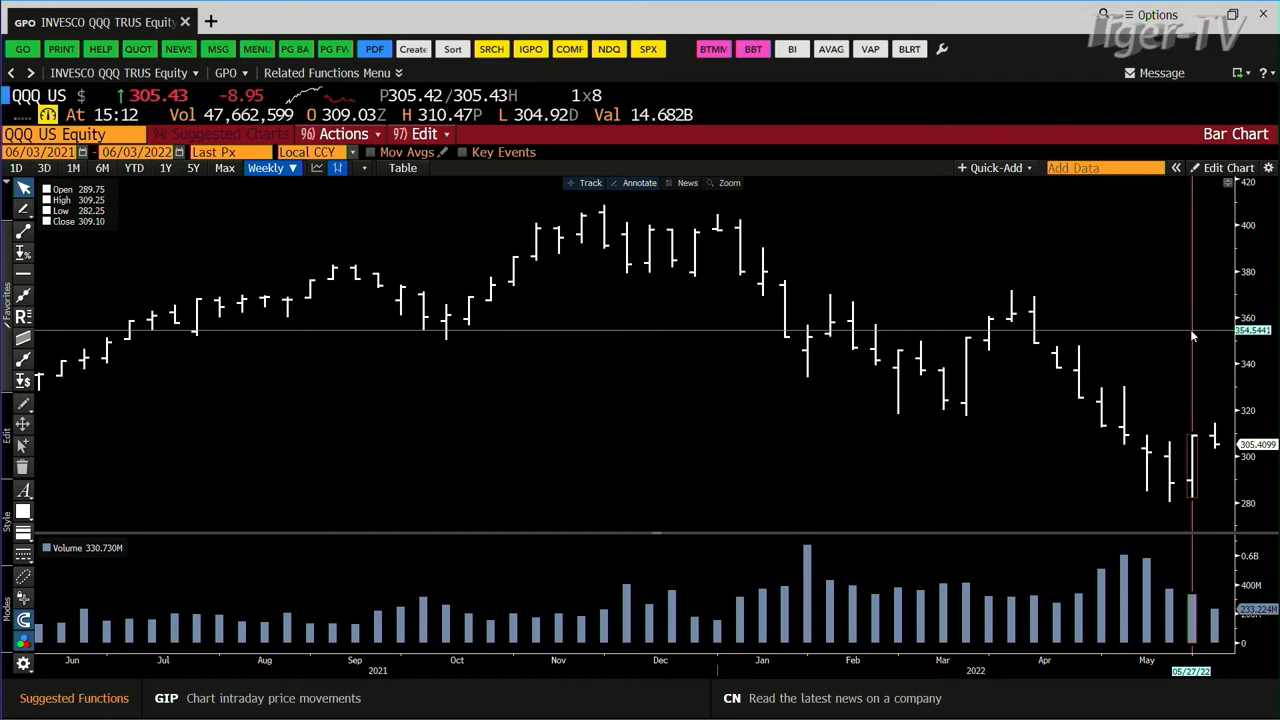 GPO INVESCO QQQ TRUS Equity
Options
Tiger-TV
GO PRINT HELP QUOT NEWS MSG MENU PG BA PG FW PDF Create Sort SRCH IGPO COMF NDQ SPX BTMM BBT BI AVAG VAP BLRT
INVESCO QQQ TRUS Equity GPO Related Functions Menu Message ?
QQQ US $ ↑ 305.43 -8.95 P305.42/305.43H 1x8
At 15:12 Vol 47,662,599 O 309.03Z H 310.47P L 304.92D Val 14.682B
QQQ US Equity 94) Suggested Charts 96) Actions 97) Edit Bar Chart
06/03/2021 - 06/03/2022 Last Px Local CCY Mov Avgs Key Events
1D 3D 1M 6M YTD 1Y 5Y Max Weekly Table + Quick-Add Add Data « Edit Chart
Track Annotate News Zoom
Open 289.75
High 309.25
Low 282.25
Close 309.10
420
400
380
360
354.5441
340
320
305.4099
300
280
Favorites
Edit
Style
Modes
Volume 330.730M
0.6B
400M
233.224M
0
Jun Jul Aug Sep Oct Nov Dec Jan Feb Mar Apr May
2021 2022 05/27/22
Suggested Functions GIP Chart intraday price movements CN Read the latest news on a company